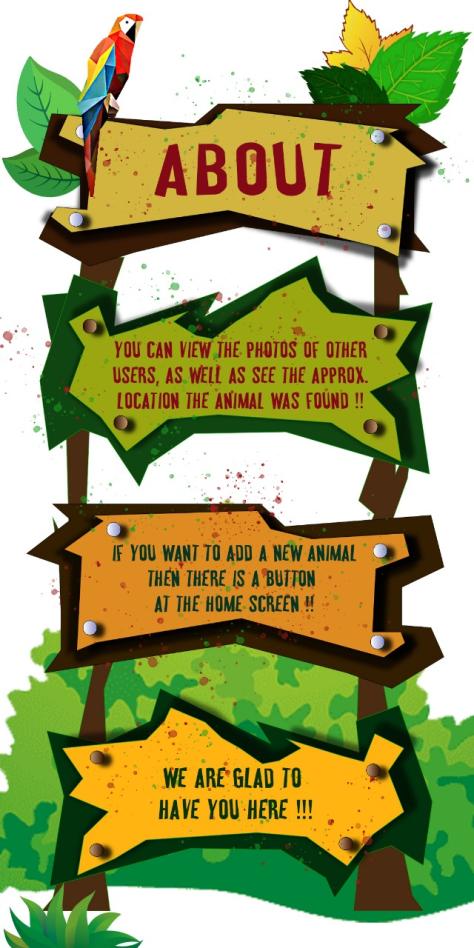 ABOUT
YOU CAN VIEW THE PHOTOS OF OTHER
USERS, AS WELL AS SEE THE APPROX.
LOCATION THE ANIMAL WAS FOUND !!
IF YOU WANT TO ADD A NEW ANIMAL
THEN THERE IS A BUTTON
AT THE HOME SCREEN !!
WE ARE GLAD TO
HAVE YOU HERE !!!